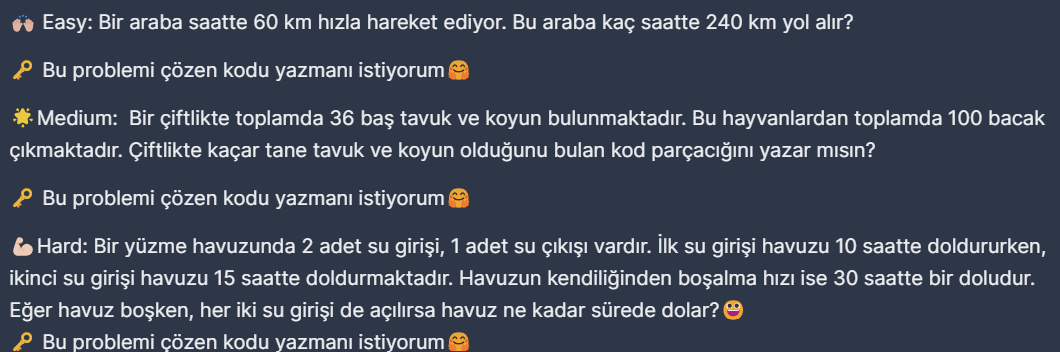 🙌🏼 Easy: Bir araba saatte 60 km hızla hareket ediyor. Bu araba kaç saatte 240 km yol alır?
🔑 Bu problemi çözen kodu yazmanı istiyorum🤗
🌟Medium: Bir çiftlikte toplamda 36 baş tavuk ve koyun bulunmaktadır. Bu hayvanlardan toplamda 100 bacak
çıkmaktadır. Çiftlikte kaçar tane tavuk ve koyun olduğunu bulan kod parçacığını yazar mısın?
🔑 Bu problemi çözen kodu yazmanı istiyorum🤗
💪🏻Hard: Bir yüzme havuzunda 2 adet su girişi, 1 adet su çıkışı vardır. İlk su girişi havuzu 10 saatte doldururken,
ikinci su girişi havuzu 15 saatte doldurmaktadır. Havuzun kendiliğinden boşalma hızı ise 30 saatte bir doludur.
Eğer havuz boşken, her iki su girişi de açılırsa havuz ne kadar sürede dolar?😀
🔑 Bu problemi çözen kodu yazmanı istiyorum🤗